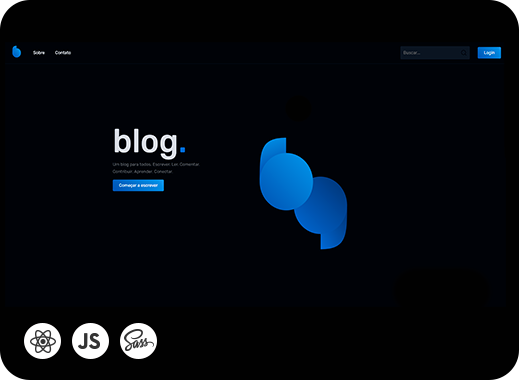 Sobre
Contato
Buscar...
Login
blog.
Um blog para todos. Escrever. Ler. Comentar.
Contribuir. Aprender. Conectar.
Começar a escrever
JS
Sass